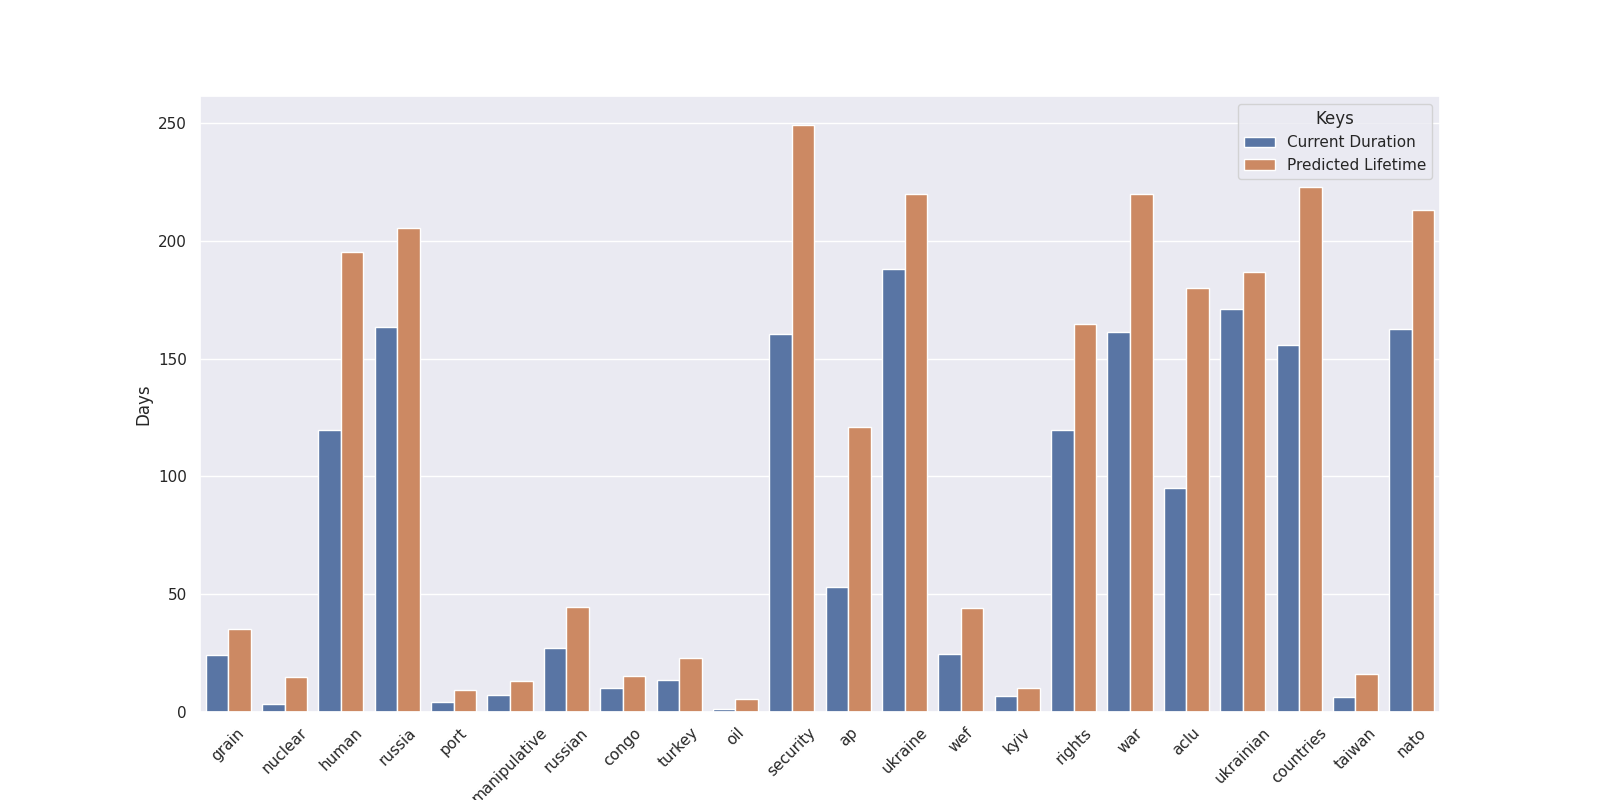 Keys
Current Duration
Predicted Lifetime
Days
250
200
150
100
50
0
grain
nuclear
human
russia
port
manipulative
russian
congo
turkey
oil
security
ap
ukraine
wef
kyiv
rights
war
aclu
ukrainian
countries
taiwan
nato